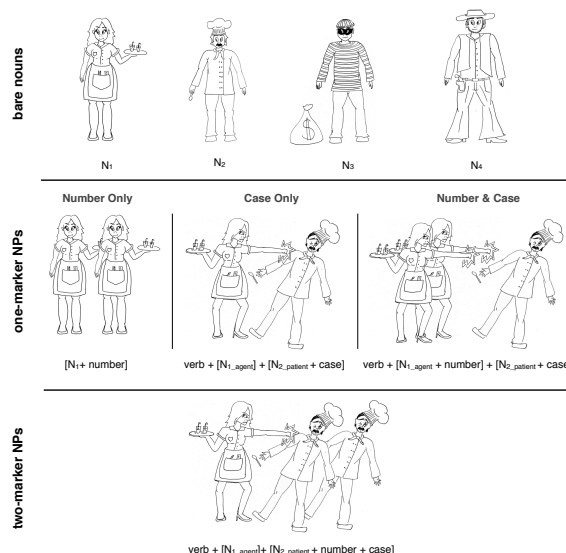 bare nouns
N1 N2 N3 N4
$
Number Only Case Only Number & Case
one-marker NPs
[N1+ number] verb + [N1_agent] + [N2_patient + case] verb + [N1_agent + number] + [N2_patient + case
two-marker NPs
verb + [N1_agent]+ [N2_patient + number + case]